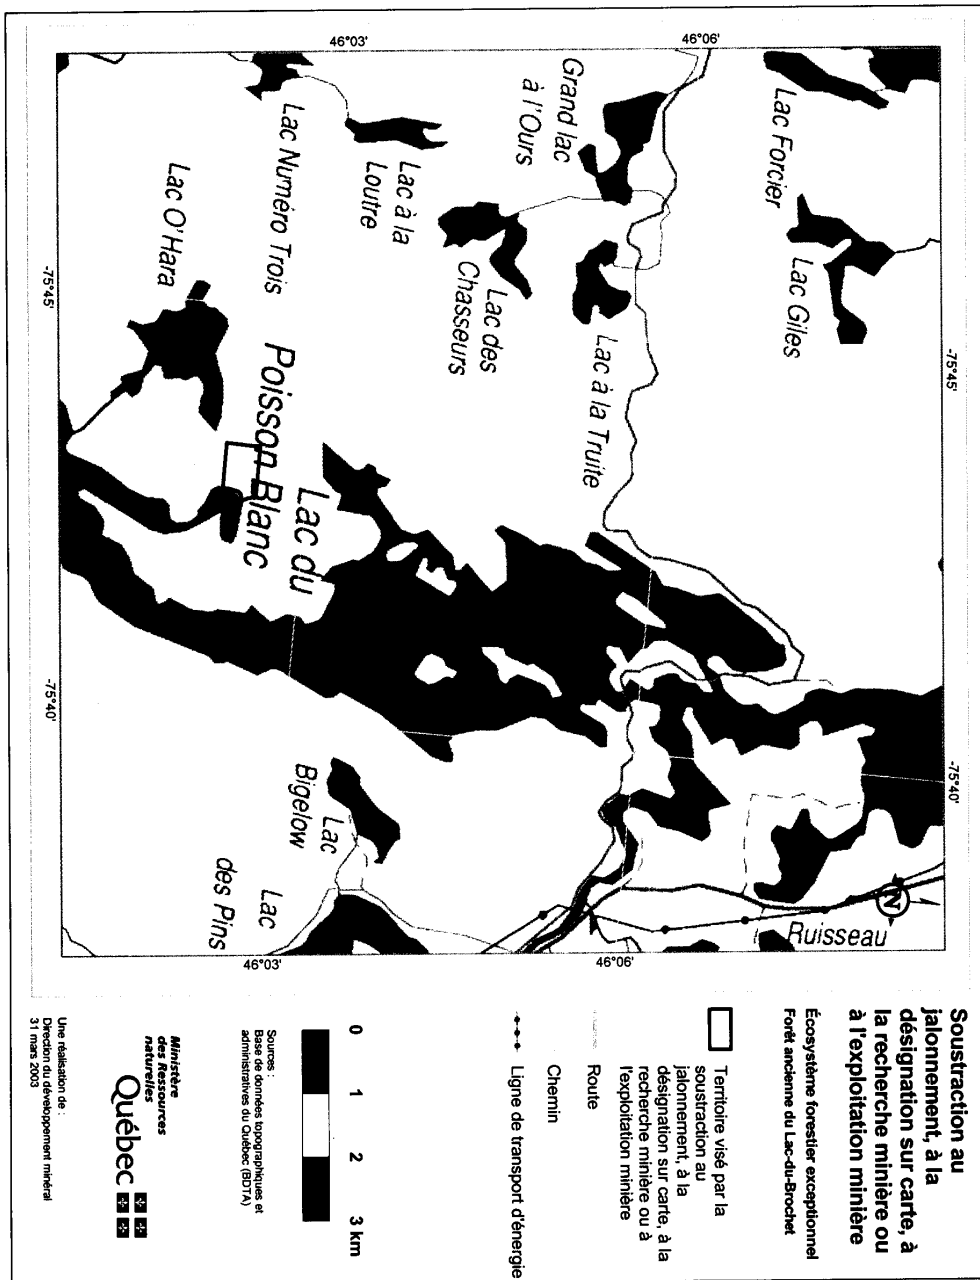 Soustraction au
jalonnement, à la
désignation sur carte, à
la recherche minière ou
à l'exploitation minière
Écosystème forestier exceptionnel
Forêt ancienne du Lac-du-Brochet
Territoire visé par la
soustraction au
jalonnement, à la
désignation sur carte, à la
recherche minière ou à
l'exploitation minière
Route
Chemin
Ligne de transport d'énergie
0 1 2 3 km
Sources :
Base de données topographiques et
administratives du Québec (BDTA)
Ministère
des Ressources
naturelles
Québec
Une réalisation de :
Direction du développement minéral
31 mars 2003
-75°45'
-75°40'
46°06'
46°06'
46°03'
46°03'
-75°45'
-75°40'
N
Ruisseau
Lac Forcier
Lac Giles
Grand lac
à l'Ours
Lac à la Truite
Lac des
Chasseurs
Lac à la
Loutre
Lac Numéro Trois
Lac O'Hara
Lac du
Poisson Blanc
Lac
Bigelow
Lac
des Pins